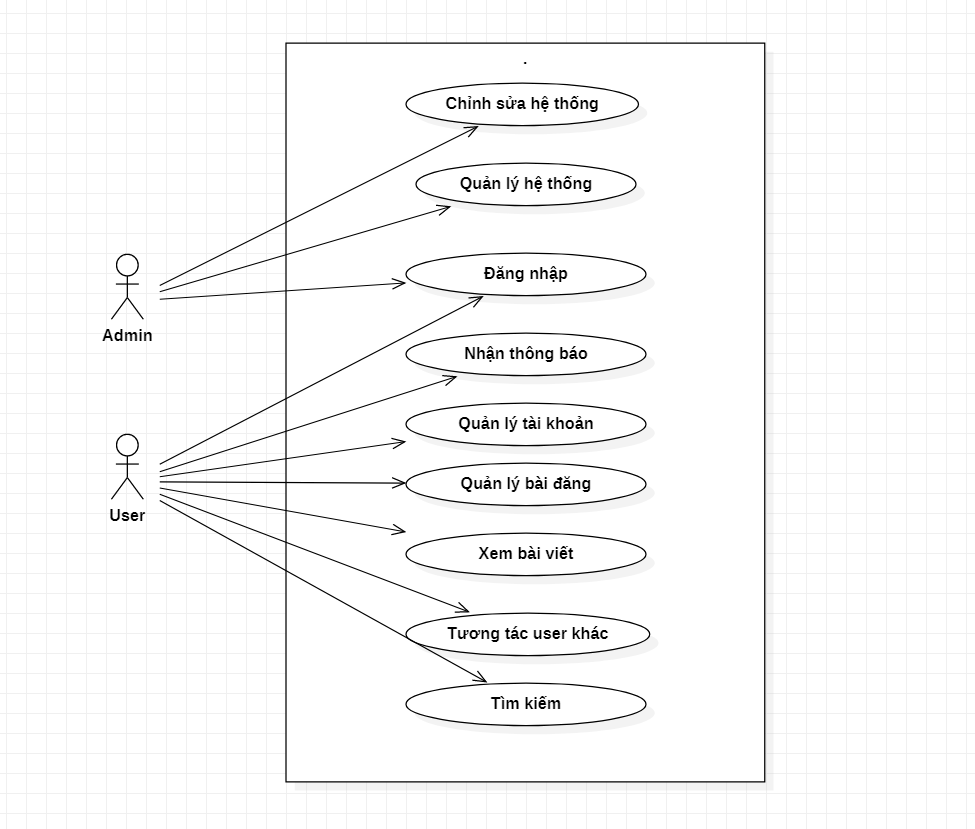 .
Chỉnh sửa hệ thống
Quản lý hệ thống
Đăng nhập
Admin
Nhận thông báo
Quản lý tài khoản
Quản lý bài đăng
User
Xem bài viết
Tương tác user khác
Tìm kiếm